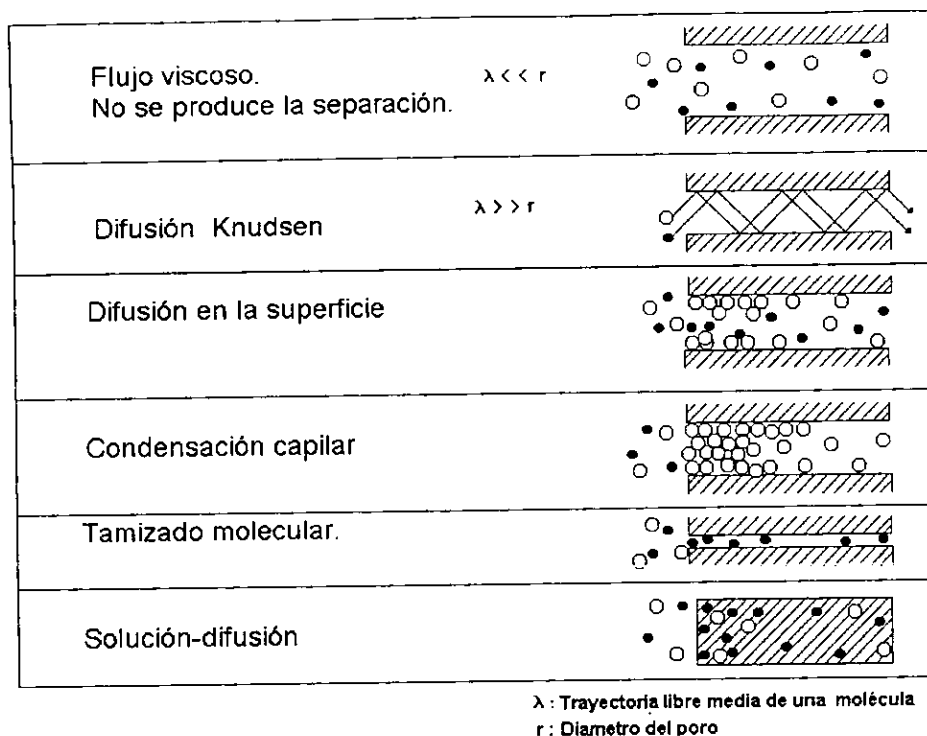 Flujo viscoso.
λ < < r
No se produce la separación.
Difusión Knudsen
λ > > r
Difusión en la superficie
Condensación capilar
Tamizado molecular.
Solución-difusión
λ : Trayectoria libre media de una molécula
r : Diametro del poro